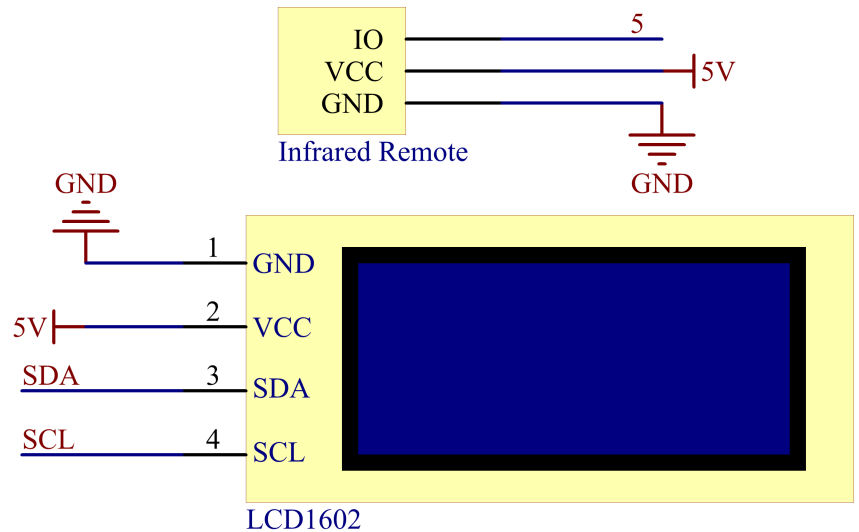 IO
5
VCC
5V
GND
Infrared Remote
GND
GND
1
GND
5V
2
VCC
SDA
3
SDA
SCL
4
SCL
LCD1602